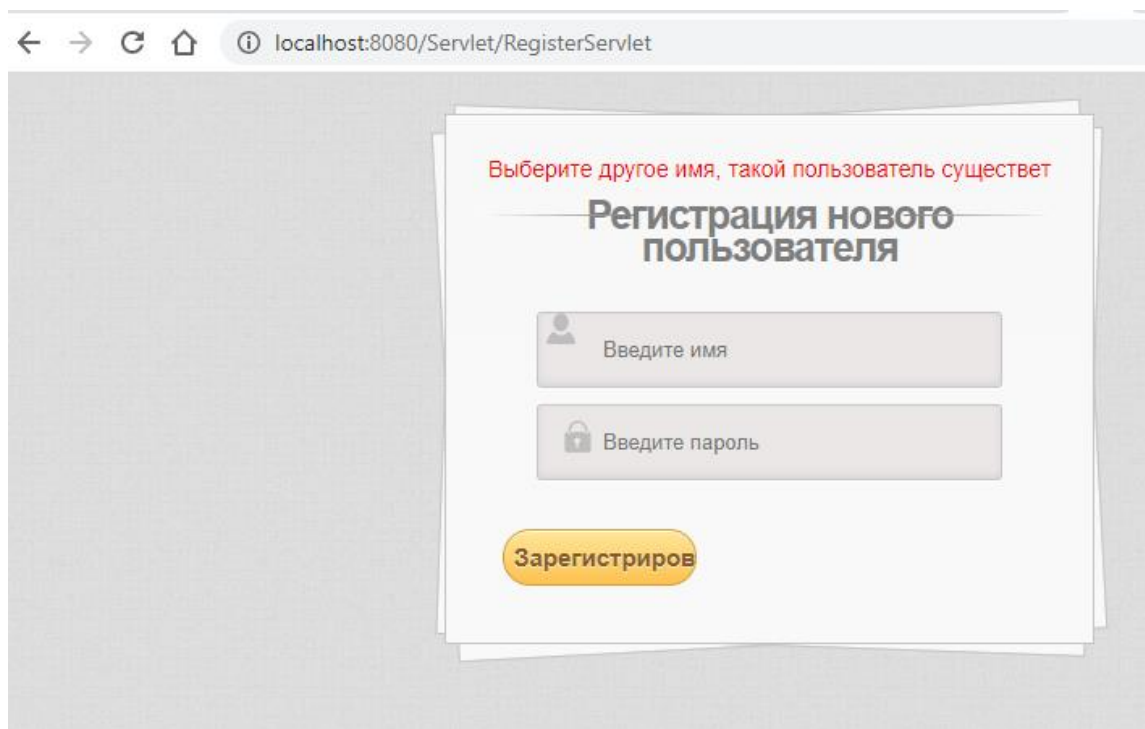 localhost:8080/Servlet/RegisterServlet
Выберите другое имя, такой пользователь существет
Регистрация нового
пользователя
Введите имя
Введите пароль
Зарегистриров